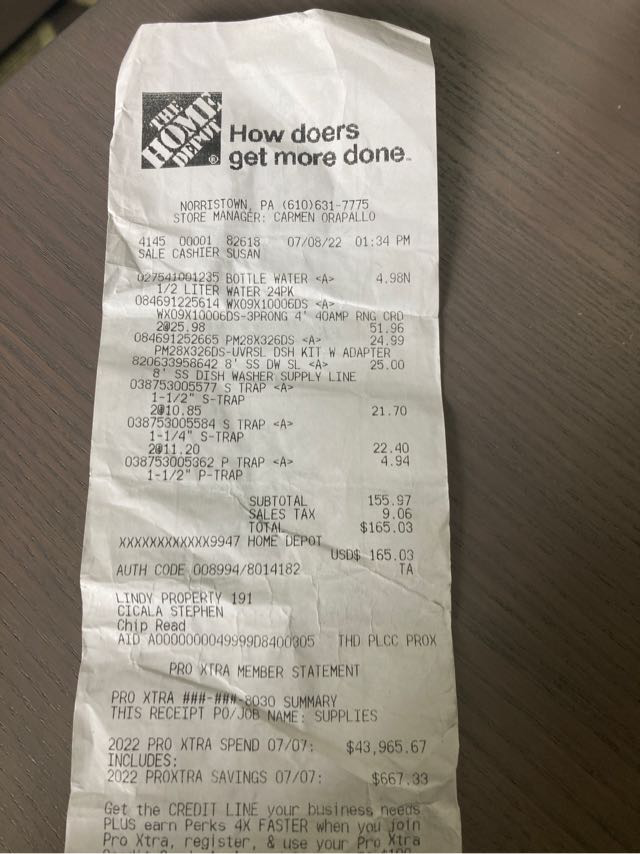 THE
HOME
DEPOT
®
How doers
get more done.™
NORRISTOWN, PA (610)631-7775
STORE MANAGER: CARMEN ORAPALLO
4145 00001 82618 07/08/22 01:34 PM
SALE CASHIER SUSAN
027541001235 BOTTLE WATER <A> 4.98N
1/2 LITER WATER 24PK
084691225614 WX09X10006DS <A>
WX09X10006DS-3PRONG 4' 40AMP RNG CRD
2@25.98 51.96
084691252665 PM28X326DS <A> 24.99
PM28X326DS-UVRSL DSH KIT W ADAPTER
820633958642 8' SS DW SL <A> 25.00
8' SS DISH WASHER SUPPLY LINE
038753005577 S TRAP <A>
1-1/2" S-TRAP
2@10.85 21.70
038753005584 S TRAP <A>
1-1/4" S-TRAP
2@11.20 22.40
038753005362 P TRAP <A> 4.94
1-1/2" P-TRAP
SUBTOTAL 155.97
SALES TAX 9.06
TOTAL $165.03
XXXXXXXXXXXX9947 HOME DEPOT
USD$ 165.03
AUTH CODE 008994/8014182 TA
LINDY PROPERTY 191
CICALA STEPHEN
Chip Read
AID A0000000049999D8400305 THD PLCC PROX
PRO XTRA MEMBER STATEMENT
PRO XTRA ###-###-8030 SUMMARY
THIS RECEIPT PO/JOB NAME: SUPPLIES
2022 PRO XTRA SPEND 07/07: $43,965.67
INCLUDES:
2022 PROXTRA SAVINGS 07/07: $667.33
Get the CREDIT LINE your business needs
PLUS earn Perks 4X FASTER when you join
Pro Xtra, register, & use your Pro Xtra